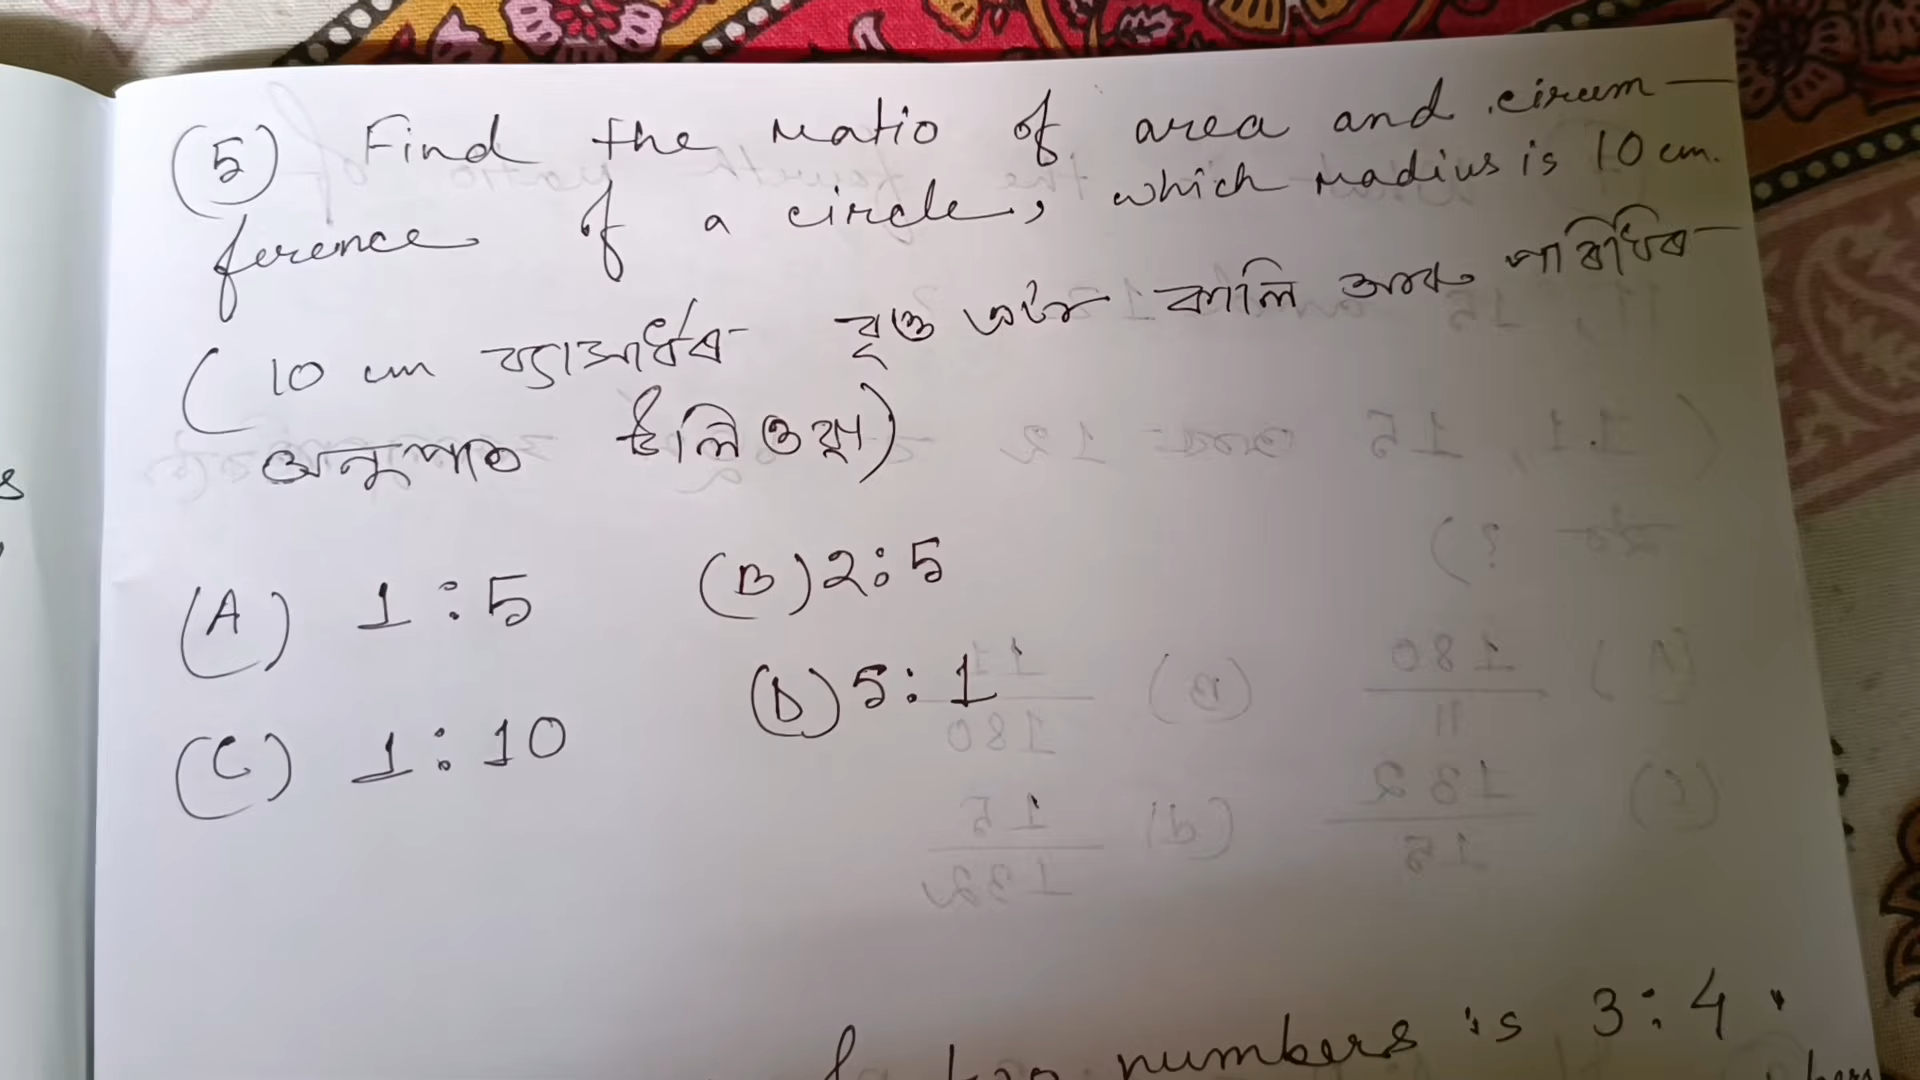 (5) Find the ratio of area and circum-
ference of a circle, which radius is 10 cm.
(10 cm ব্যাসাৰ্ধৰ বৃত্ত এটাৰ কালি আৰু পৰিধিৰ
অনুপাত উলিওৱা)
(A) 1:5 (B) 2:5
(C) 1:10 (D) 5:1
numbers is 3:4.